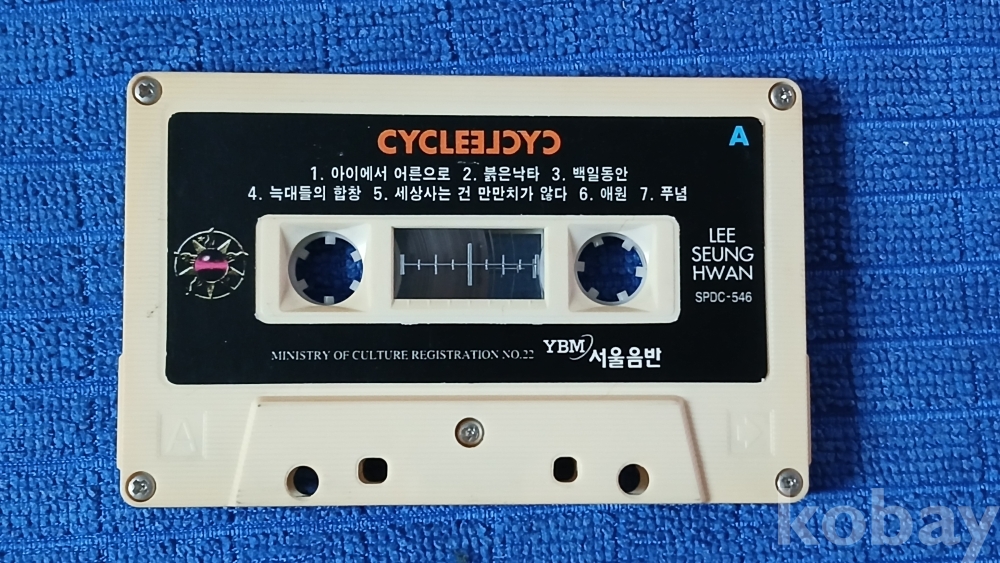 CYCLE CYCLE
A
1. 아이에서 어른으로 2. 붉은낙타 3. 백일동안
4. 늑대들의 합창 5. 세상사는 건 만만치가 않다 6. 애원 7. 푸념
LEE
SEUNG
HWAN
SPDC-546
MINISTRY OF CULTURE REGISTRATION NO.22 YBM 서울음반
kobay